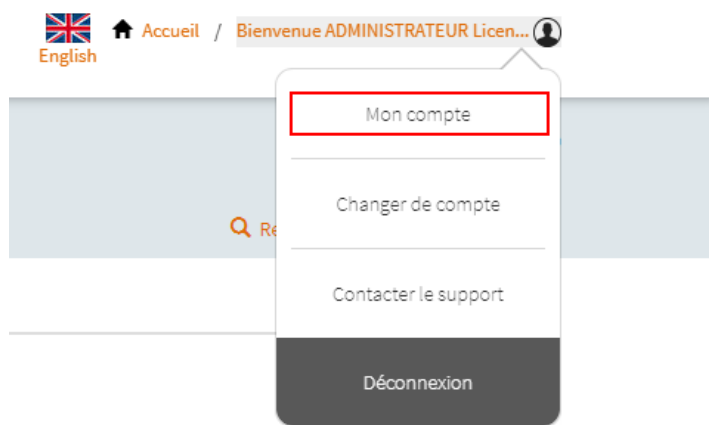 Accueil / Bienvenue ADMINISTRATEUR Licen...
English
Mon compte
Changer de compte
Contacter le support
Déconnexion